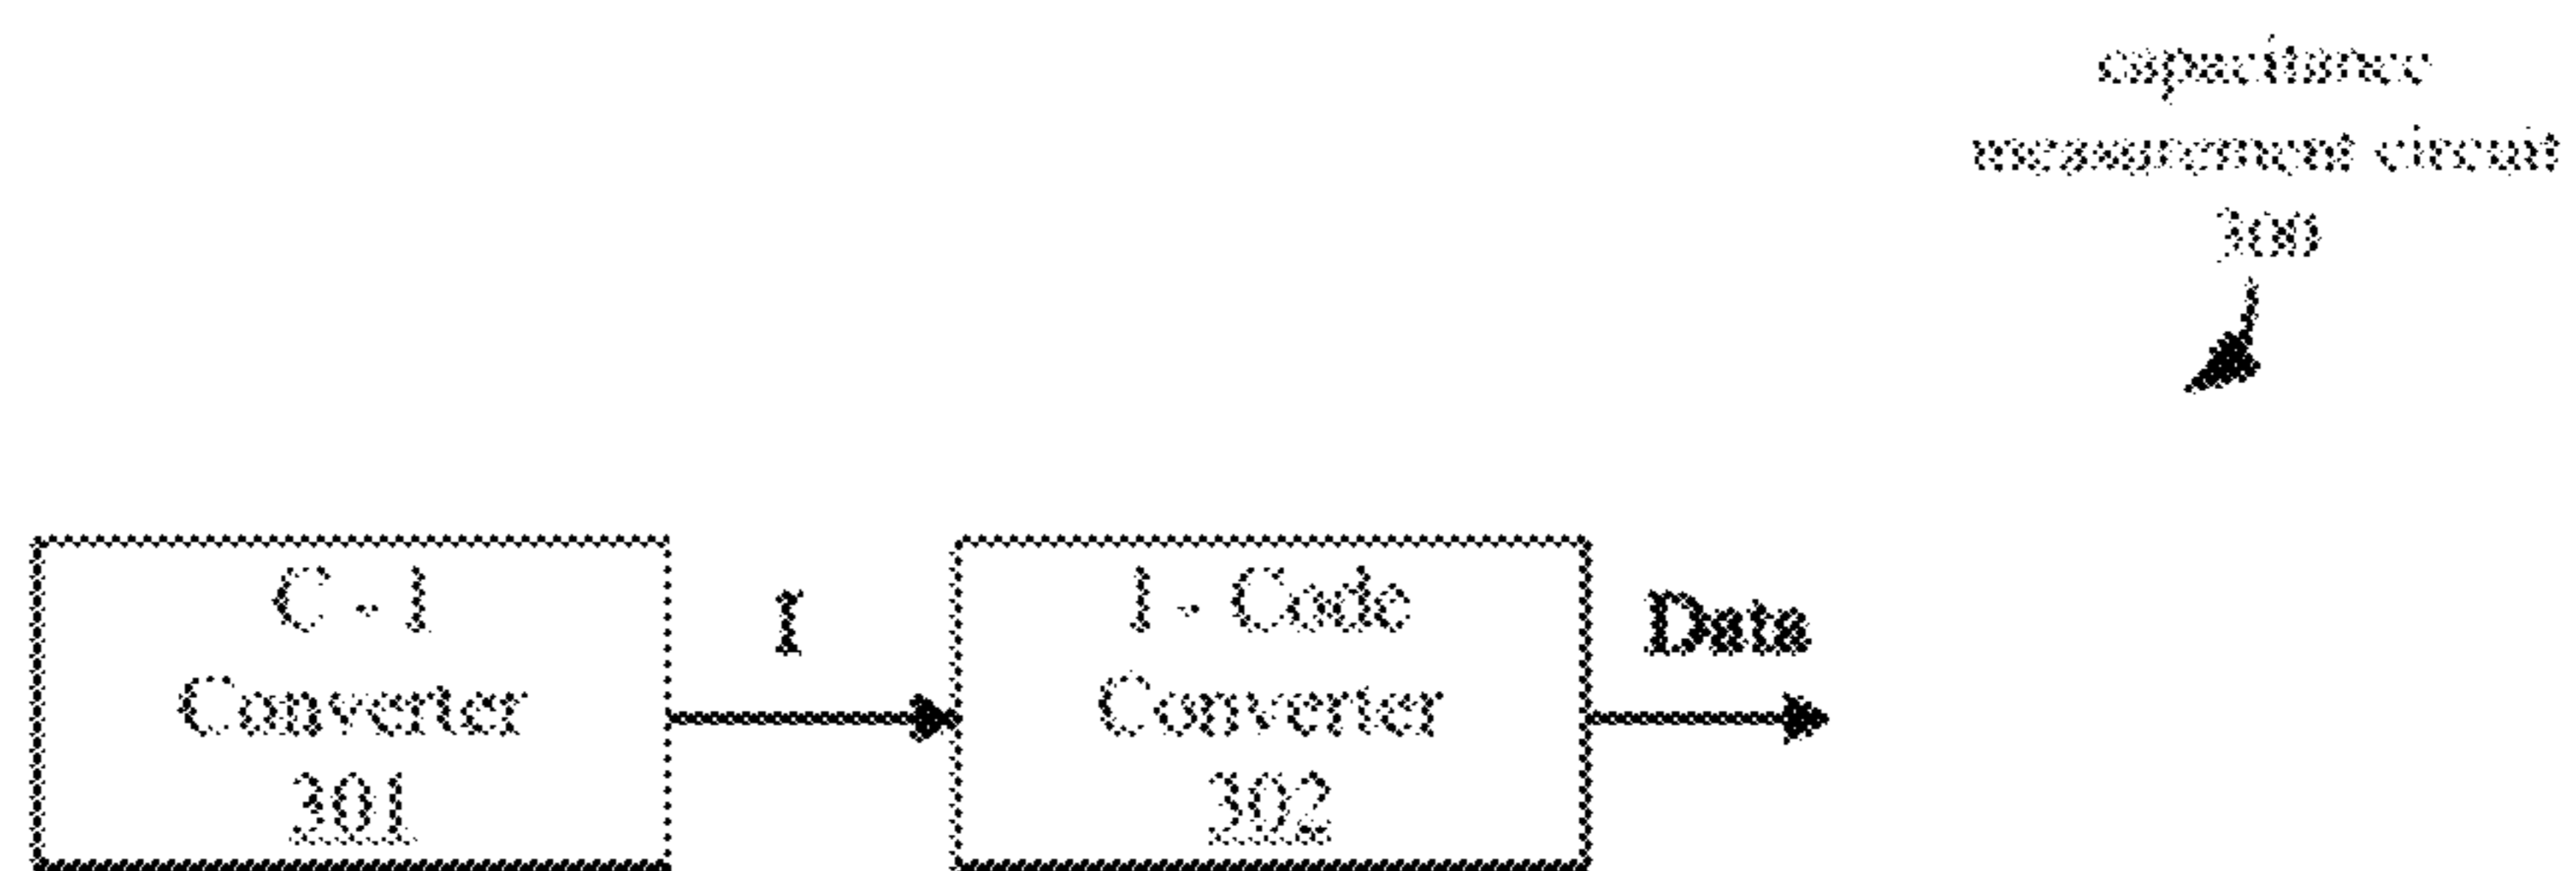 capacitance
measurement circuit
300
C - I
Converter
301
I
I - Code
Converter
302
Data